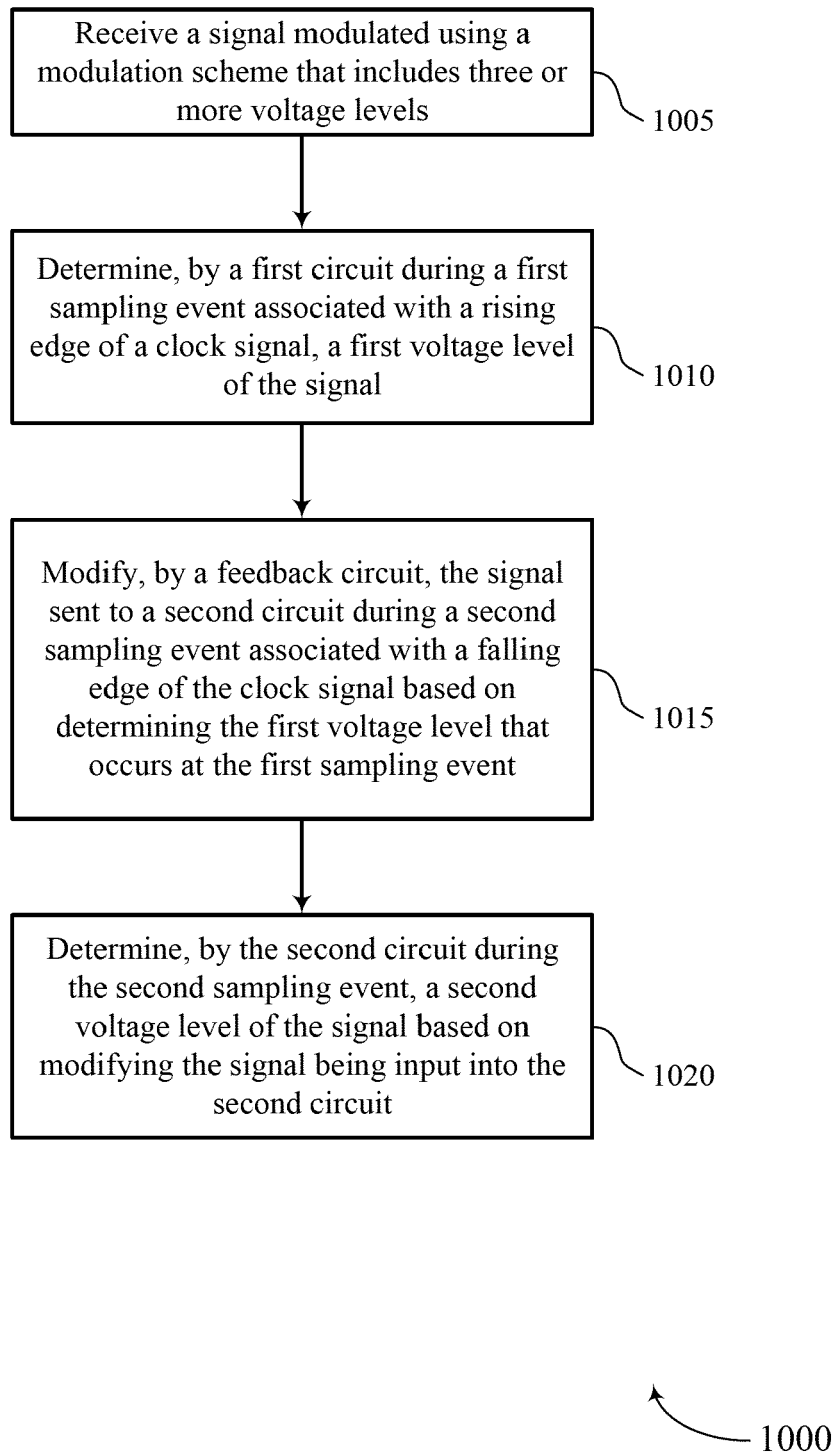 Receive a signal modulated using a
modulation scheme that includes three or
more voltage levels
1005
Determine, by a first circuit during a first
sampling event associated with a rising
edge of a clock signal, a first voltage level
of the signal
1010
Modify, by a feedback circuit, the signal
sent to a second circuit during a second
sampling event associated with a falling
edge of the clock signal based on
determining the first voltage level that
occurs at the first sampling event
1015
Determine, by the second circuit during
the second sampling event, a second
voltage level of the signal based on
modifying the signal being input into the
second circuit
1020
1000